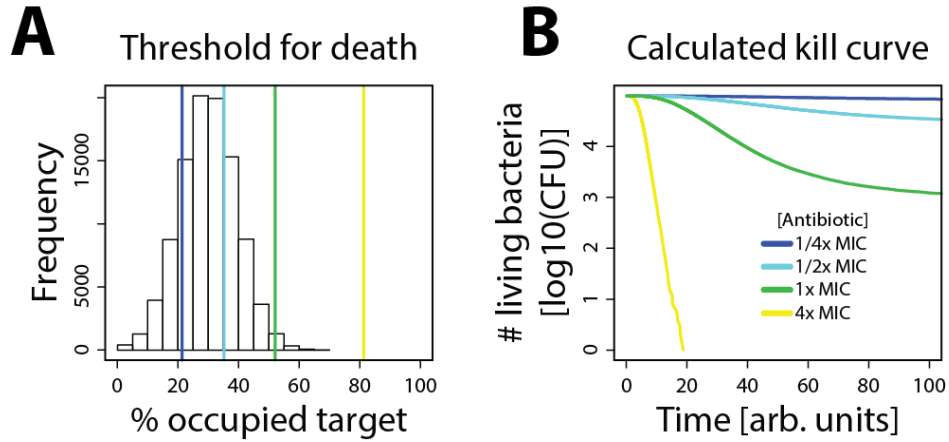 A
Threshold for death
Frequency
0
5000
15000
0
20
40
60
80
100
% occupied target
B
Calculated kill curve
# living bacteria
[log10(CFU)]
0
1
2
3
4
[Antibiotic]
1/4x MIC
1/2x MIC
1x MIC
4x MIC
0
20
40
60
80
100
Time [arb. units]